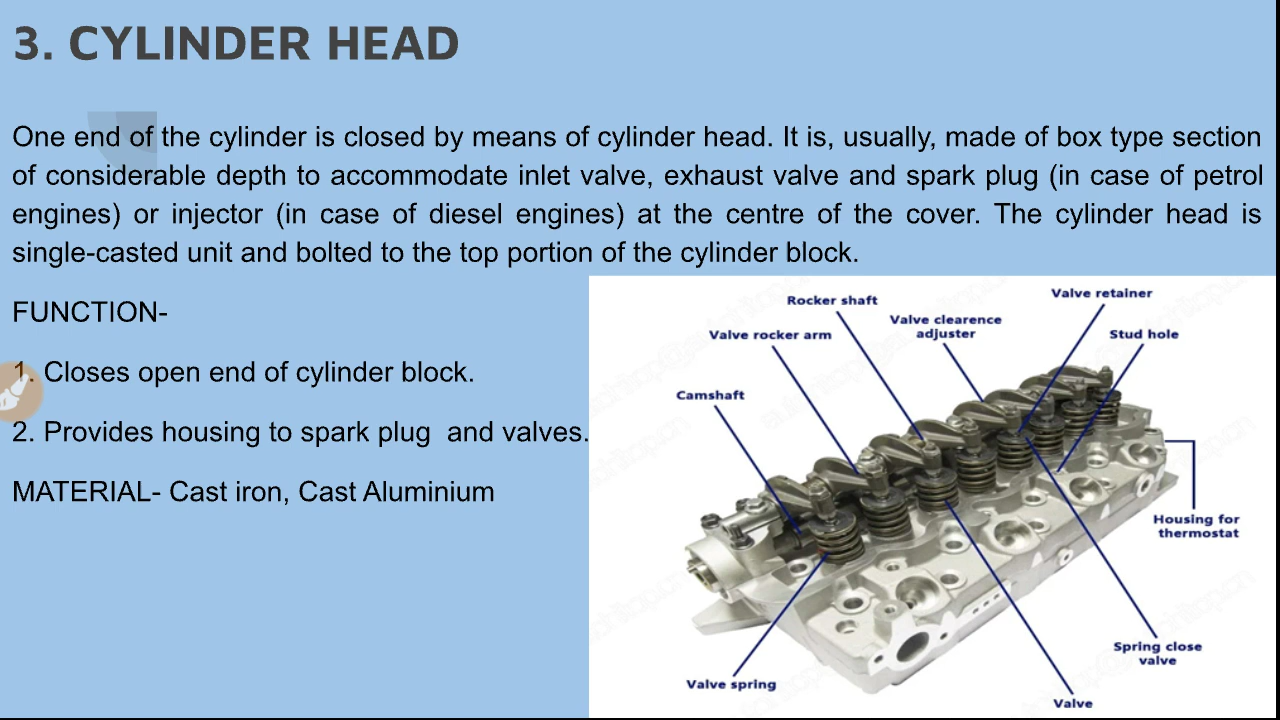 3. CYLINDER HEAD
One end of the cylinder is closed by means of cylinder head. It is, usually, made of box type section
of considerable depth to accommodate inlet valve, exhaust valve and spark plug (in case of petrol
engines) or injector (in case of diesel engines) at the centre of the cover. The cylinder head is
single-casted unit and bolted to the top portion of the cylinder block.
FUNCTION-
1. Closes open end of cylinder block.
2. Provides housing to spark plug and valves.
MATERIAL- Cast iron, Cast Aluminium
Valve retainer
Rocker shaft
Valve clearence
adjuster
Stud hole
Valve rocker arm
Camshaft
Housing for
thermostat
Spring close
valve
Valve spring
Valve